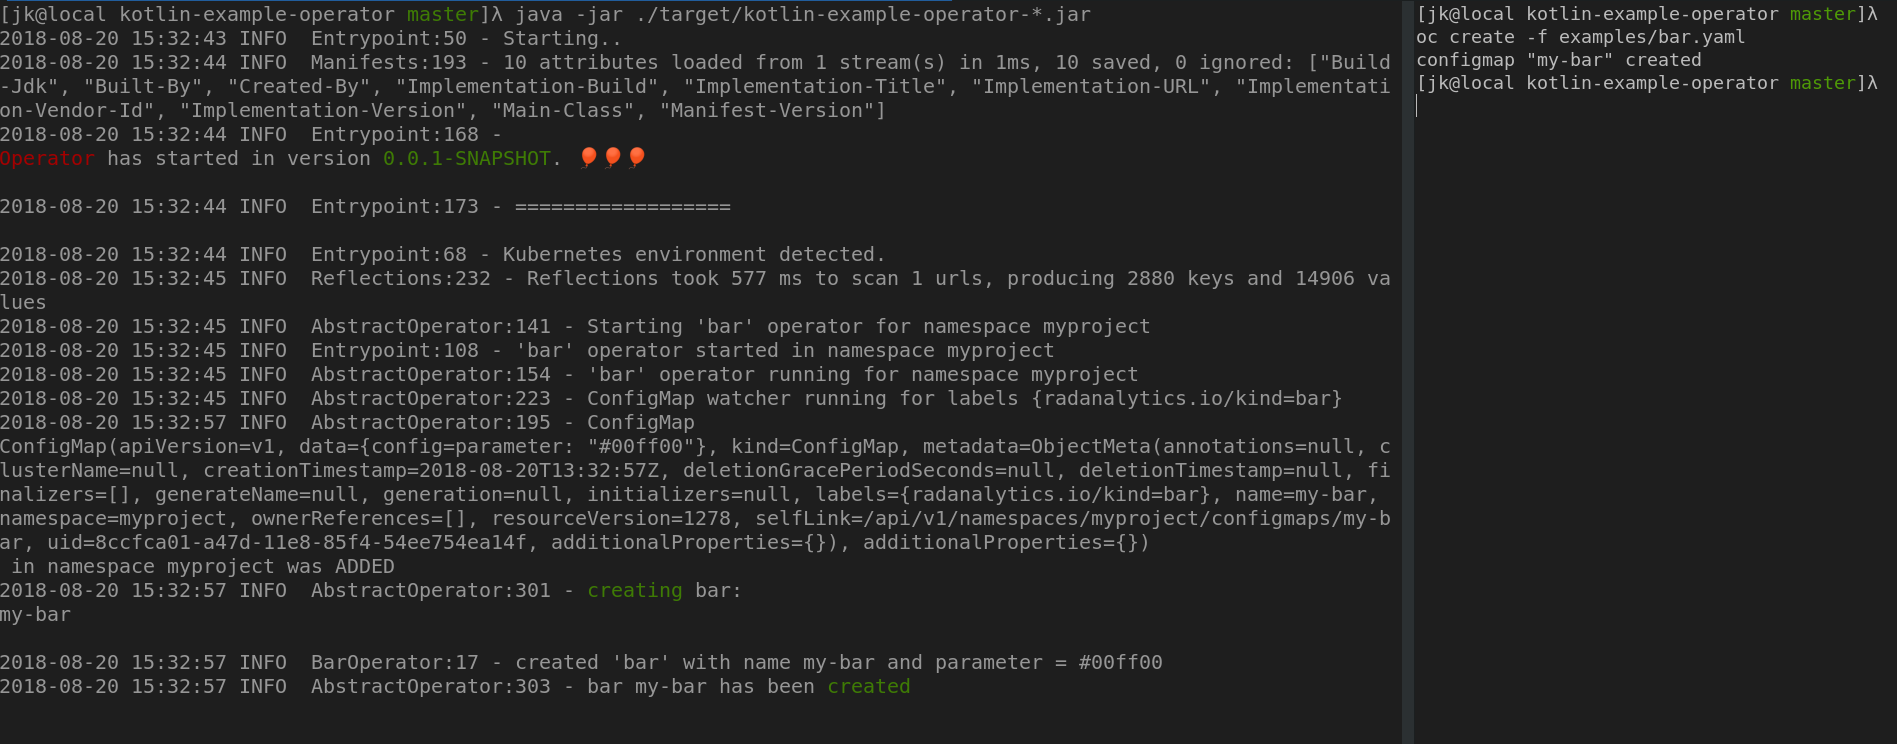 [jk@local kotlin-example-operator master]λ java -jar ./target/kotlin-example-operator-*.jar
2018-08-20 15:32:43 INFO  Entrypoint:50 - Starting..
2018-08-20 15:32:44 INFO  Manifests:193 - 10 attributes loaded from 1 stream(s) in 1ms, 10 saved, 0 ignored: ["Build
-Jdk", "Built-By", "Created-By", "Implementation-Build", "Implementation-Title", "Implementation-URL", "Implementati
on-Vendor-Id", "Implementation-Version", "Main-Class", "Manifest-Version"]
2018-08-20 15:32:44 INFO  Entrypoint:168 -
Operator has started in version 0.0.1-SNAPSHOT. 🎈🎈🎈
2018-08-20 15:32:44 INFO  Entrypoint:173 - ==================
2018-08-20 15:32:44 INFO  Entrypoint:68 - Kubernetes environment detected.
2018-08-20 15:32:45 INFO  Reflections:232 - Reflections took 577 ms to scan 1 urls, producing 2880 keys and 14906 va
lues
2018-08-20 15:32:45 INFO  AbstractOperator:141 - Starting 'bar' operator for namespace myproject
2018-08-20 15:32:45 INFO  Entrypoint:108 - 'bar' operator started in namespace myproject
2018-08-20 15:32:45 INFO  AbstractOperator:154 - 'bar' operator running for namespace myproject
2018-08-20 15:32:45 INFO  AbstractOperator:223 - ConfigMap watcher running for labels {radanalytics.io/kind=bar}
2018-08-20 15:32:57 INFO  AbstractOperator:195 - ConfigMap
ConfigMap(apiVersion=v1, data={config=parameter: "#00ff00"}, kind=ConfigMap, metadata=ObjectMeta(annotations=null, c
lusterName=null, creationTimestamp=2018-08-20T13:32:57Z, deletionGracePeriodSeconds=null, deletionTimestamp=null, fi
nalizers=[], generateName=null, generation=null, initializers=null, labels={radanalytics.io/kind=bar}, name=my-bar,
namespace=myproject, ownerReferences=[], resourceVersion=1278, selfLink=/api/v1/namespaces/myproject/configmaps/my-b
ar, uid=8ccfca01-a47d-11e8-85f4-54ee754ea14f, additionalProperties={}), additionalProperties={})
 in namespace myproject was ADDED
2018-08-20 15:32:57 INFO  AbstractOperator:301 - creating bar:
my-bar
2018-08-20 15:32:57 INFO  BarOperator:17 - created 'bar' with name my-bar and parameter = #00ff00
2018-08-20 15:32:57 INFO  AbstractOperator:303 - bar my-bar has been created
[jk@local kotlin-example-operator master]λ
oc create -f examples/bar.yaml
configmap "my-bar" created
[jk@local kotlin-example-operator master]λ